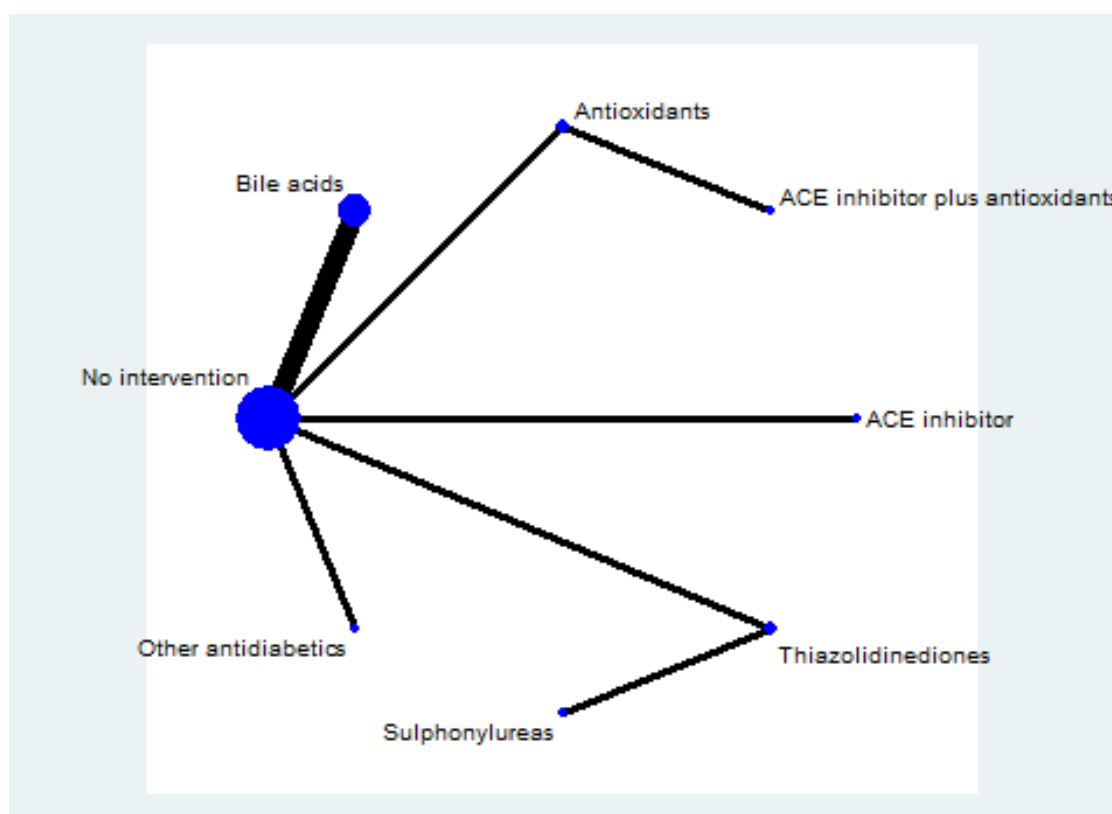 Antioxidants
Bile acids
ACE inhibitor plus antioxidants
No intervention
ACE inhibitor
Other antidiabetics
Thiazolidinediones
Sulphonylureas